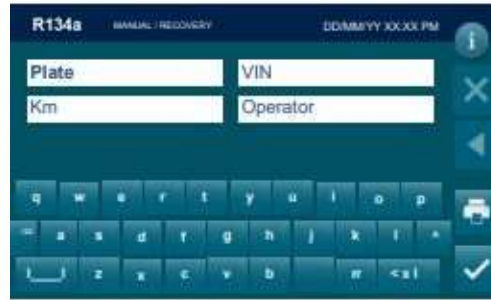 R134a MANUAL / RECOVERY DD/MM/YY XX:XX PM
Plate VIN
Km Operator
q w e r t y u i o p
a s d f g h j k l
z x c v b m